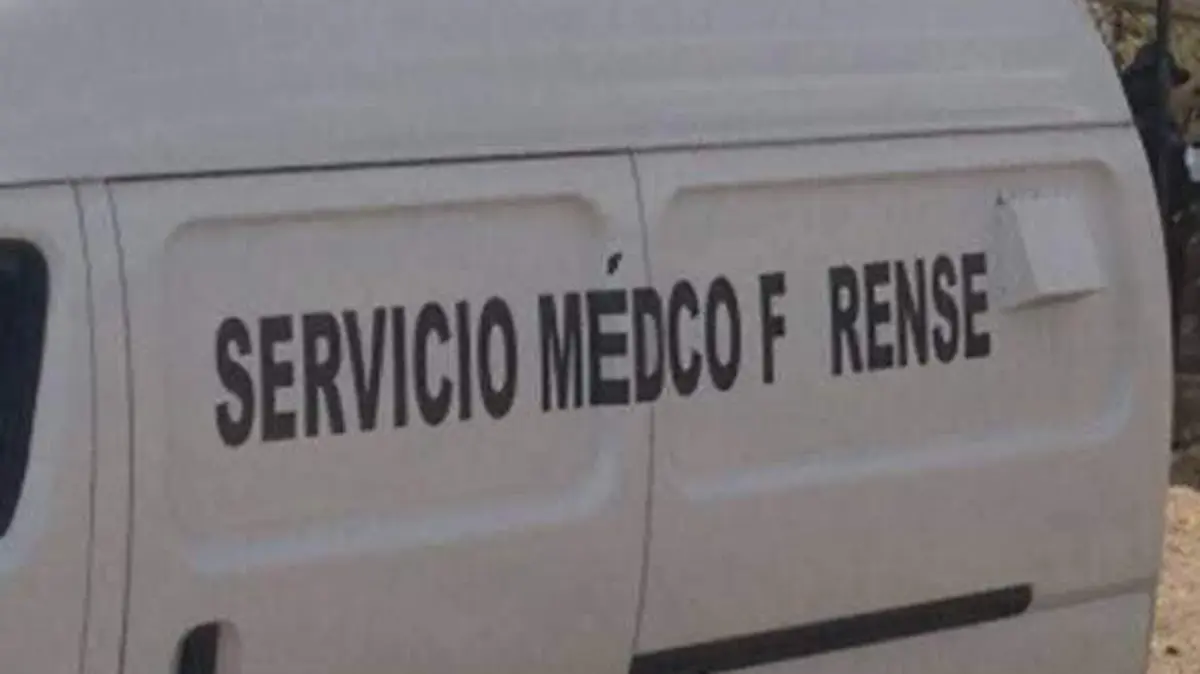 SERVICIO MÉDCO F RENSE